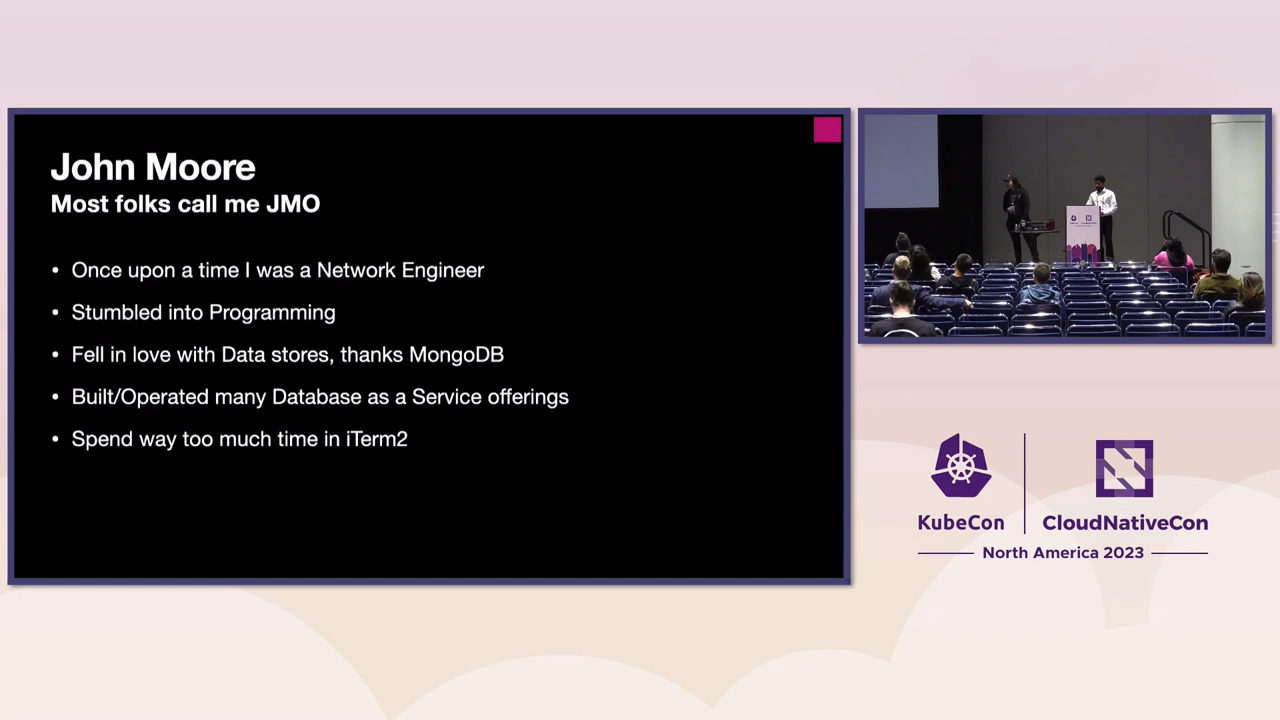 John Moore
Most folks call me JMO
• Once upon a time I was a Network Engineer
• Stumbled into Programming
• Fell in love with Data stores, thanks MongoDB
• Built/Operated many Database as a Service offerings
• Spend way too much time in iTerm2
KubeCon
CloudNativeCon
North America 2023